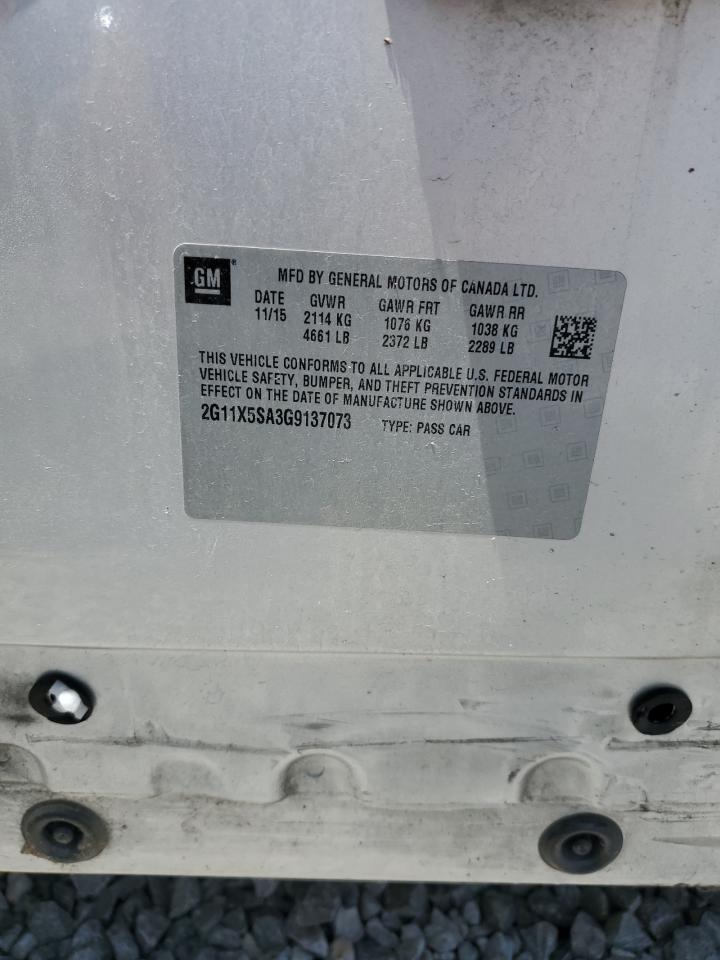 GM®
MFD BY GENERAL MOTORS OF CANADA LTD.
DATE GVWR GAWR FRT GAWR RR
11/15 2114 KG 1076 KG 1038 KG
4661 LB 2372 LB 2289 LB
THIS VEHICLE CONFORMS TO ALL APPLICABLE U.S. FEDERAL MOTOR
VEHICLE SAFETY, BUMPER, AND THEFT PREVENTION STANDARDS IN
EFFECT ON THE DATE OF MANUFACTURE SHOWN ABOVE.
2G11X5SA3G9137073 TYPE: PASS CAR